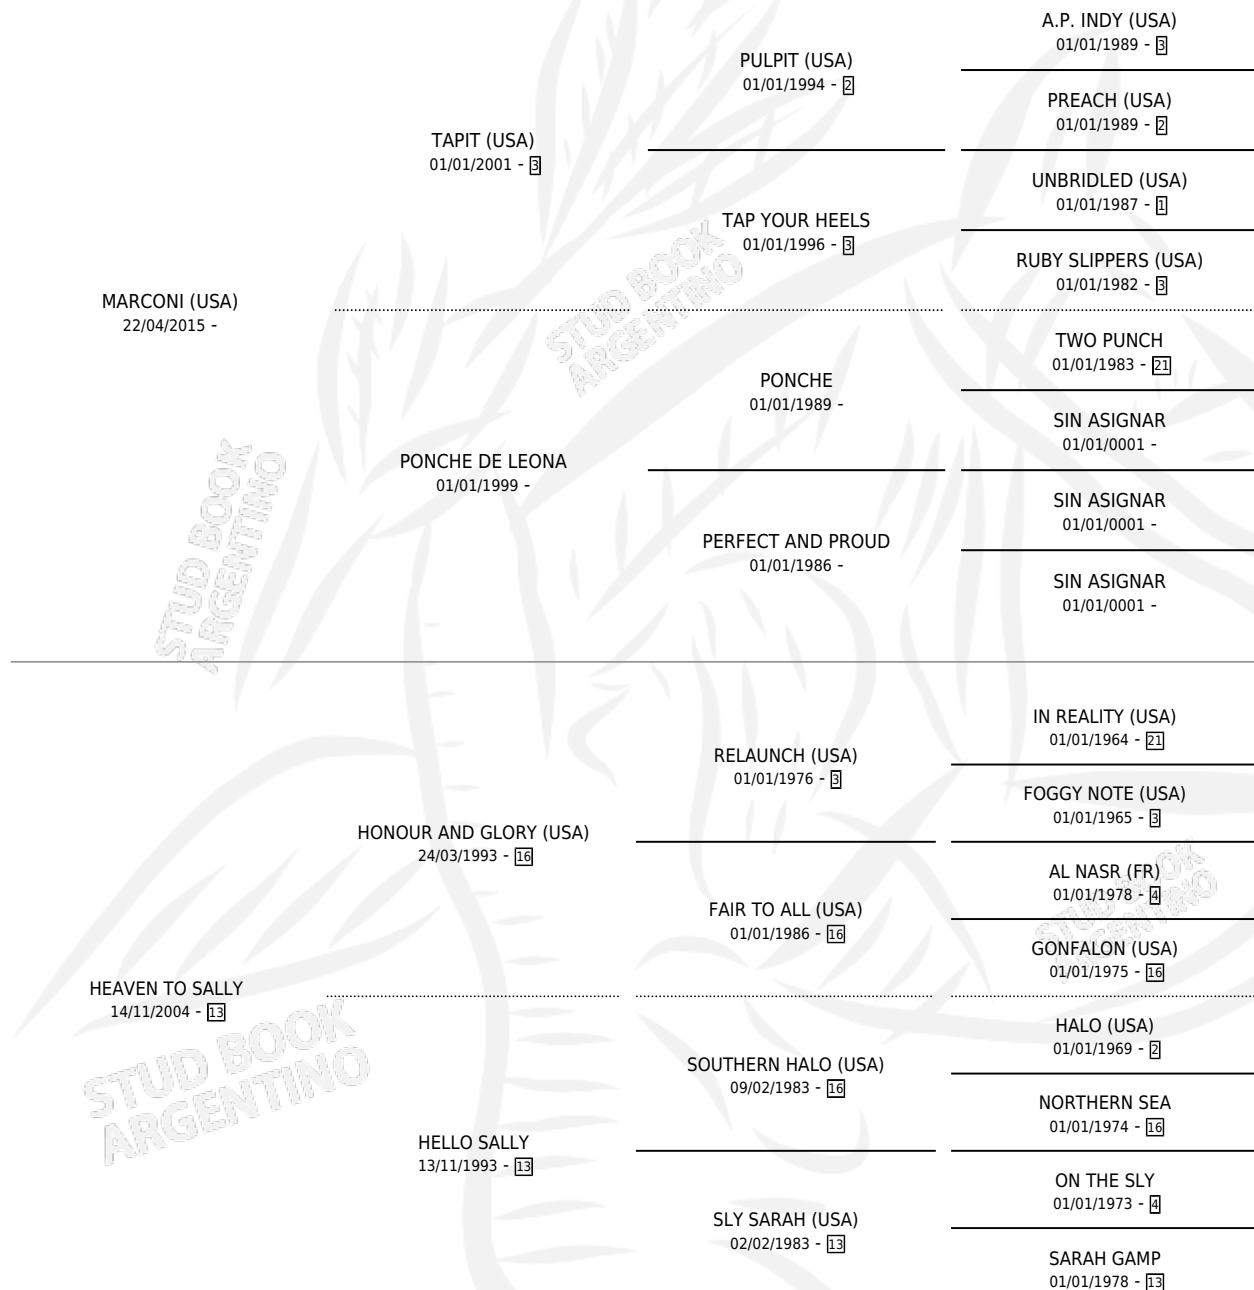 A.P. INDY (USA)
01/01/1989 - 3
PULPIT (USA)
01/01/1994 - 2
PREACH (USA)
01/01/1989 - 2
TAPIT (USA)
01/01/2001 - 3
UNBRIDLED (USA)
01/01/1987 - 1
TAP YOUR HEELS
01/01/1996 - 3
RUBY SLIPPERS (USA)
01/01/1982 - 3
MARCONI (USA)
22/04/2015 -
TWO PUNCH
01/01/1983 - 21
PONCHE
01/01/1989 -
SIN ASIGNAR
01/01/0001 -
PONCHE DE LEONA
01/01/1999 -
SIN ASIGNAR
01/01/0001 -
PERFECT AND PROUD
01/01/1986 -
SIN ASIGNAR
01/01/0001 -
STUD BOOK
ARGENTINO
STUD BOOK
ARGENTINO
IN REALITY (USA)
01/01/1964 - 21
RELAUNCH (USA)
01/01/1976 - 3
FOGGY NOTE (USA)
01/01/1965 - 3
HONOUR AND GLORY (USA)
24/03/1993 - 16
AL NASR (FR)
01/01/1978 - 4
FAIR TO ALL (USA)
01/01/1986 - 16
GONFALON (USA)
01/01/1975 - 16
HEAVEN TO SALLY
14/11/2004 - 13
HALO (USA)
01/01/1969 - 2
SOUTHERN HALO (USA)
09/02/1983 - 16
NORTHERN SEA
01/01/1974 - 16
HELLO SALLY
13/11/1993 - 13
ON THE SLY
01/01/1973 - 4
SLY SARAH (USA)
02/02/1983 - 13
SARAH GAMP
01/01/1978 - 13
STUD BOOK
ARGENTINO
STUD BOOK
ARGENTINO